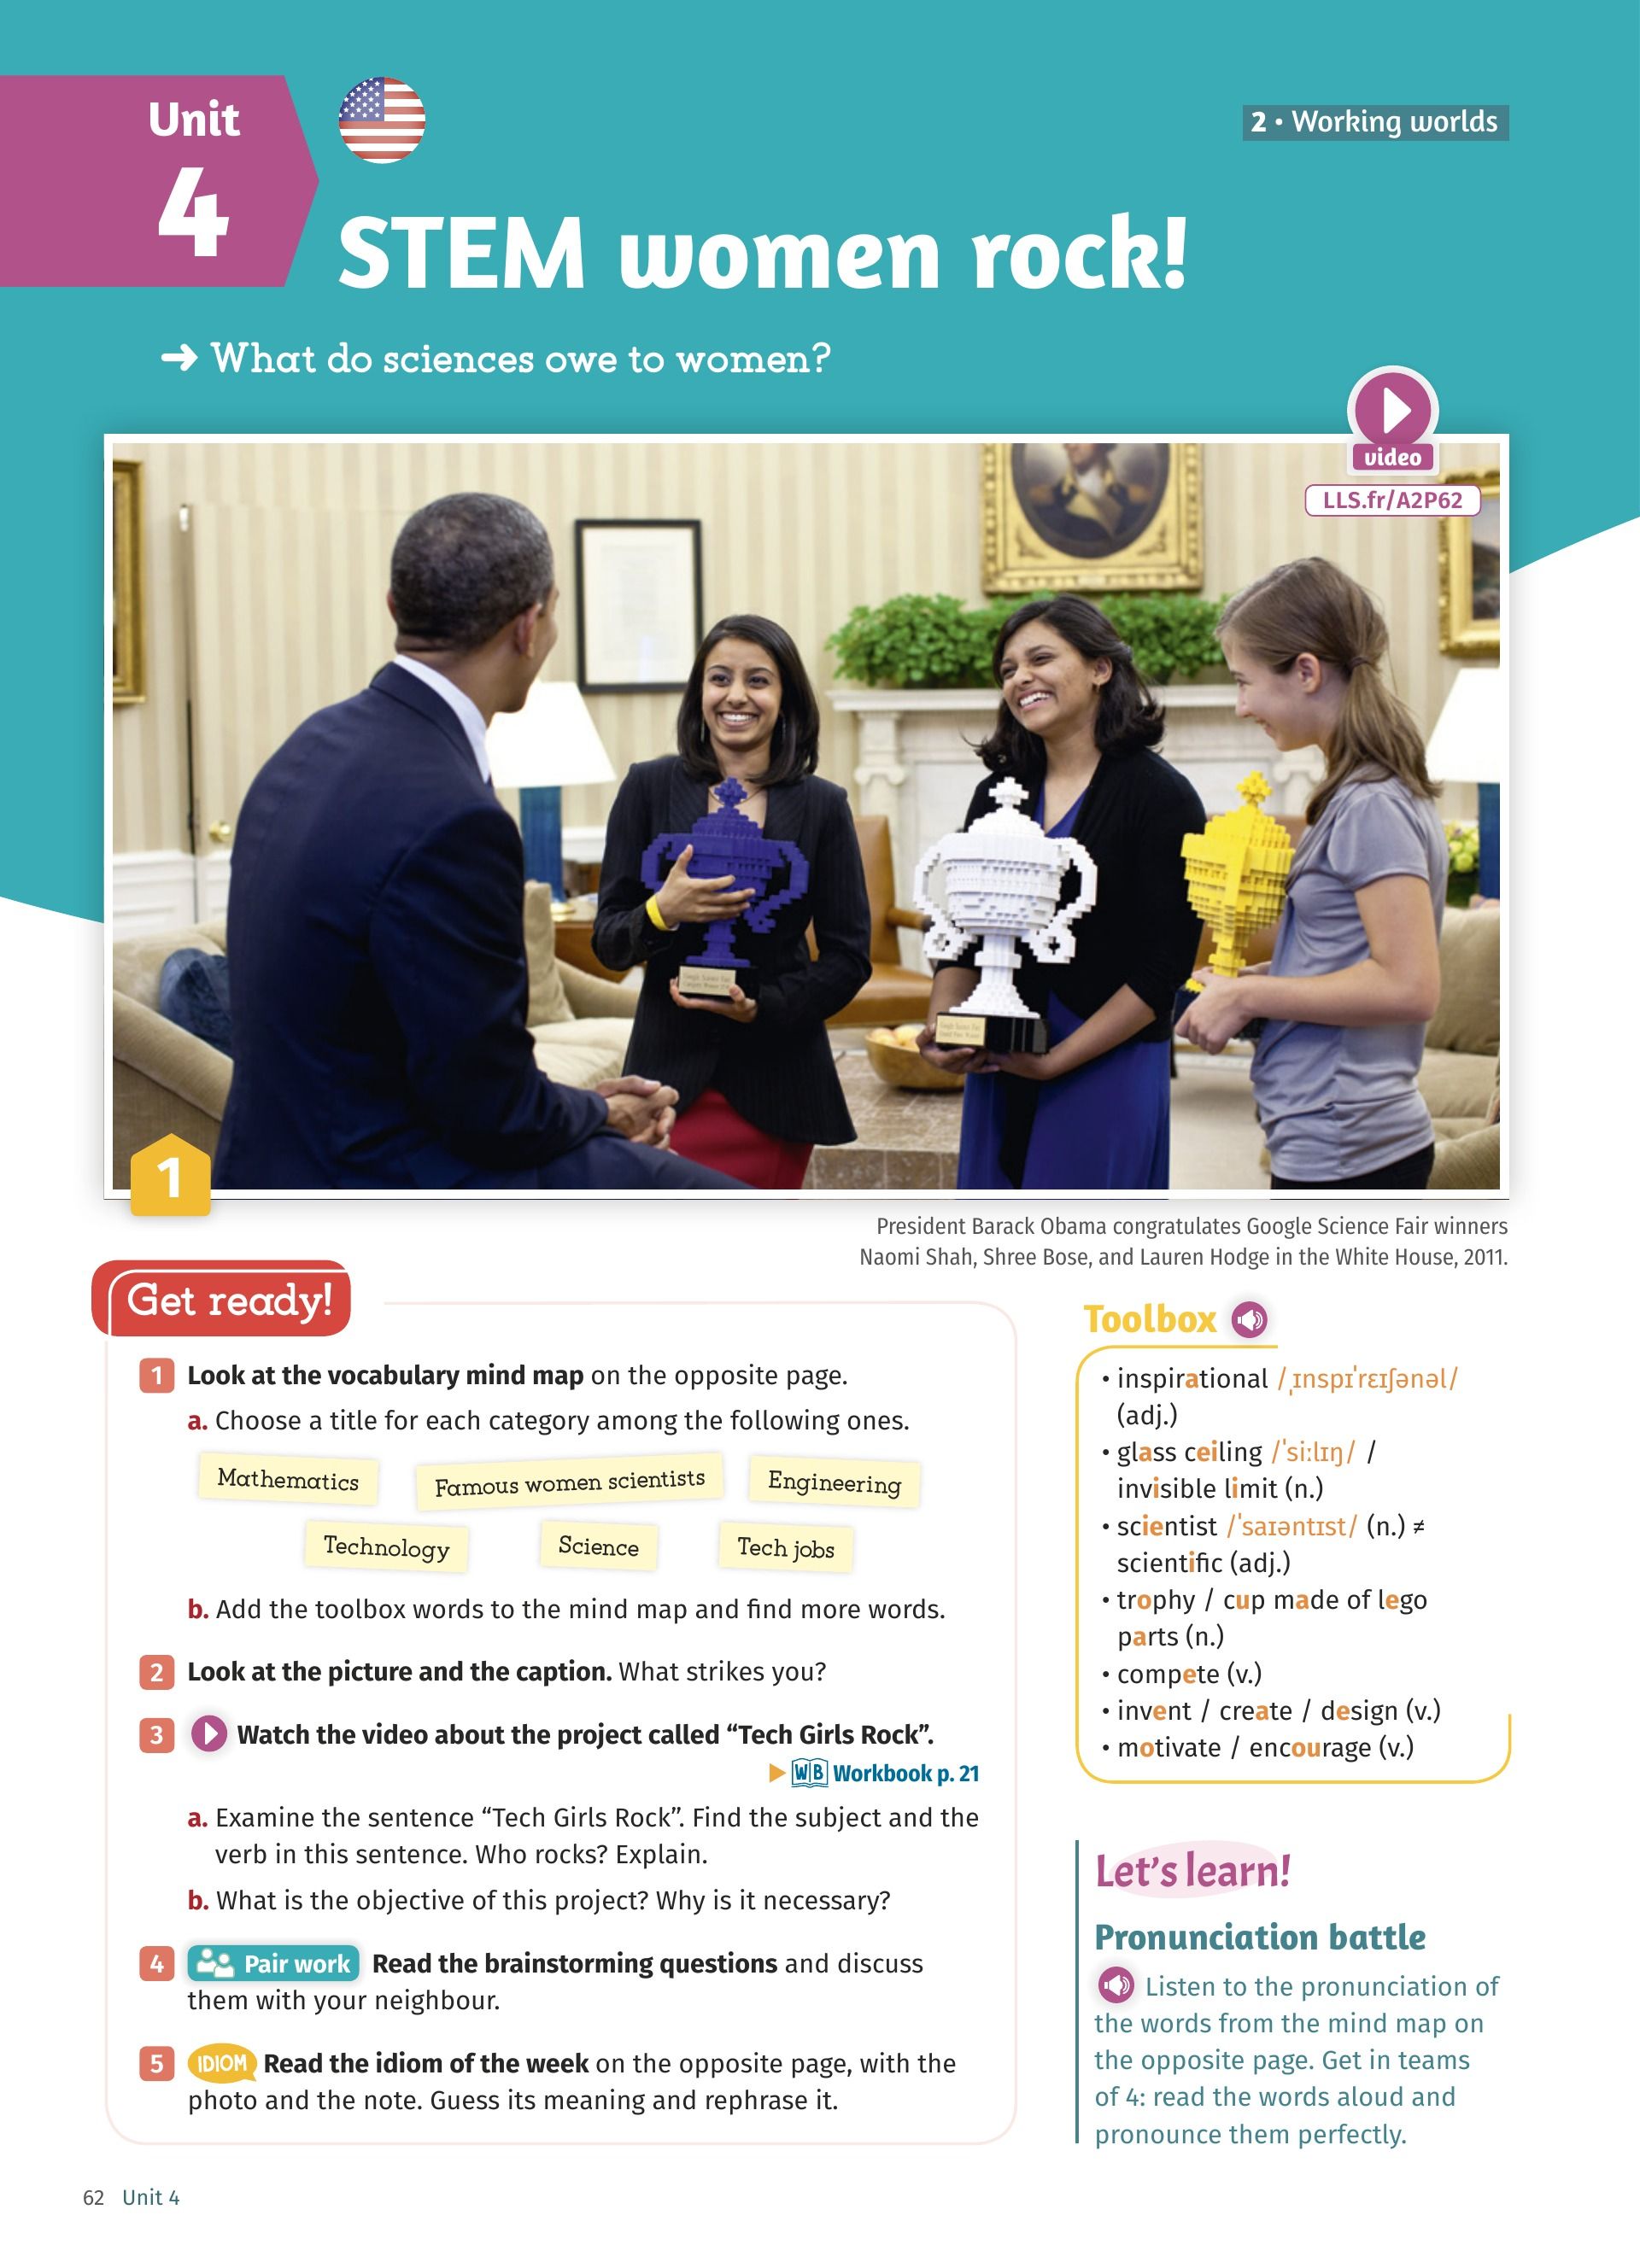 Unit
4
2 • Working worlds
STEM women rock!
➜ What do sciences owe to women?
video
LLS.fr/A2P62
1
President Barack Obama congratulates Google Science Fair winners
Naomi Shah, Shree Bose, and Lauren Hodge in the White House, 2011.
Get ready!
1 Look at the vocabulary mind map on the opposite page.
a. Choose a title for each category among the following ones.
Mathematics Famous women scientists Engineering
Technology Science Tech jobs
b. Add the toolbox words to the mind map and find more words.
2 Look at the picture and the caption. What strikes you?
3 Watch the video about the project called “Tech Girls Rock”.
WB Workbook p. 21
a. Examine the sentence “Tech Girls Rock”. Find the subject and the
verb in this sentence. Who rocks? Explain.
b. What is the objective of this project? Why is it necessary?
4 Pair work Read the brainstorming questions and discuss
them with your neighbour.
5 IDIOM Read the idiom of the week on the opposite page, with the
photo and the note. Guess its meaning and rephrase it.
Toolbox
• inspirational /ˌɪnspɪˈrɛɪʃənəl/
(adj.)
• glass ceiling /ˈsiːlɪŋ/ /
invisible limit (n.)
• scientist /ˈsaɪəntɪst/ (n.) ≠
scientific (adj.)
• trophy / cup made of lego
parts (n.)
• compete (v.)
• invent / create / design (v.)
• motivate / encourage (v.)
Let’s learn!
Pronunciation battle
Listen to the pronunciation of
the words from the mind map on
the opposite page. Get in teams
of 4: read the words aloud and
pronounce them perfectly.
62 Unit 4